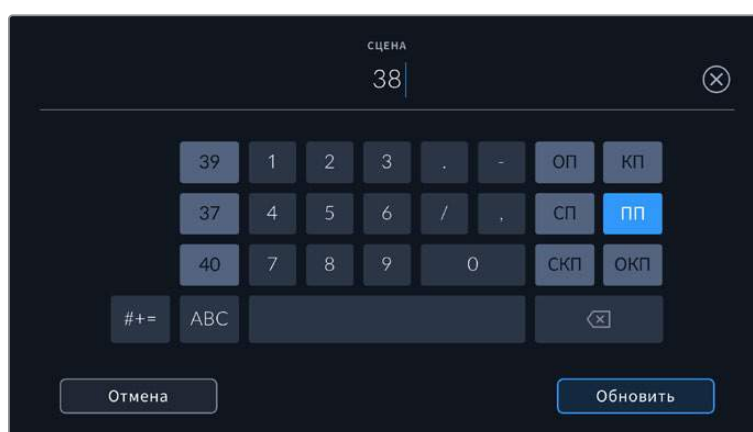 СЦЕНА
38
39 1 2 3 . - ОП КП
37 4 5 6 / , СП ПП
40 7 8 9 0 СКП ОКП
#+= ABC
Отмена Обновить